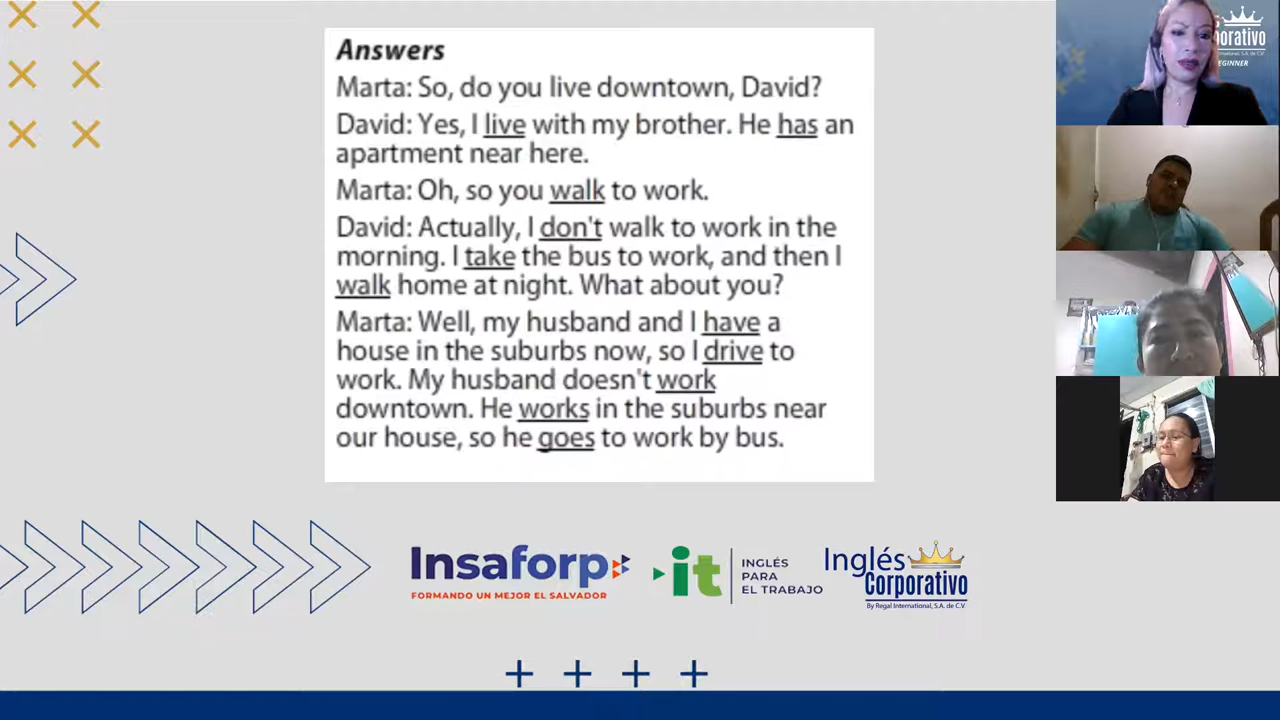 Answers
Marta: So, do you live downtown, David?
David: Yes, I live with my brother. He has an
apartment near here.
Marta: Oh, so you walk to work.
David: Actually, I don't walk to work in the
morning. I take the bus to work, and then I
walk home at night. What about you?
Marta: Well, my husband and I have a
house in the suburbs now, so I drive to
work. My husband doesn't work
downtown. He works in the suburbs near
our house, so he goes to work by bus.
Insaforp
FORMANDO UN MEJOR EL SALVADOR
it
INGLÉS
PARA
EL TRABAJO
Inglés
Corporativo
By Regal International, S.A. de C.V.